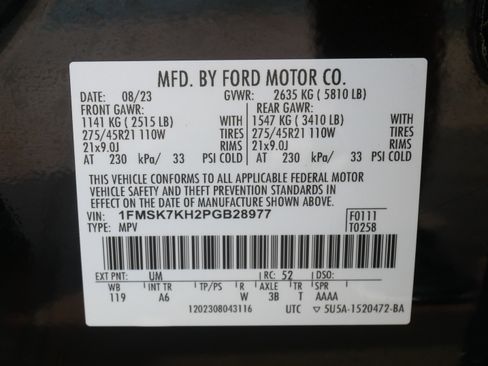 MFD. BY FORD MOTOR CO.
DATE: 08/23 GVWR: 2635 KG ( 5810 LB)
FRONT GAWR: REAR GAWR:
1141 KG ( 2515 LB) WITH 1547 KG ( 3410 LB) WITH
275/45R21 110W TIRES 275/45R21 110W TIRES
21x9.0J RIMS 21x9.0J RIMS
AT 230 kPa/ 33 PSI COLD AT 230 kPa/ 33 PSI COLD
THIS VEHICLE CONFORMS TO ALL APPLICABLE FEDERAL MOTOR
VEHICLE SAFETY AND THEFT PREVENTION STANDARDS IN
EFFECT ON THE DATE OF MANUFACTURE SHOWN ABOVE.
VIN: 1FMSK7KH2PGB28977 F0111
TYPE: MPV T0258
EXT PNT: UM RC: 52 DSO:
WB INT TR TP/PS R AXLE TR SPR
119 A6 W 3B T AAAA
1202308043116 UTC ▽ 5U5A-1520472-BA